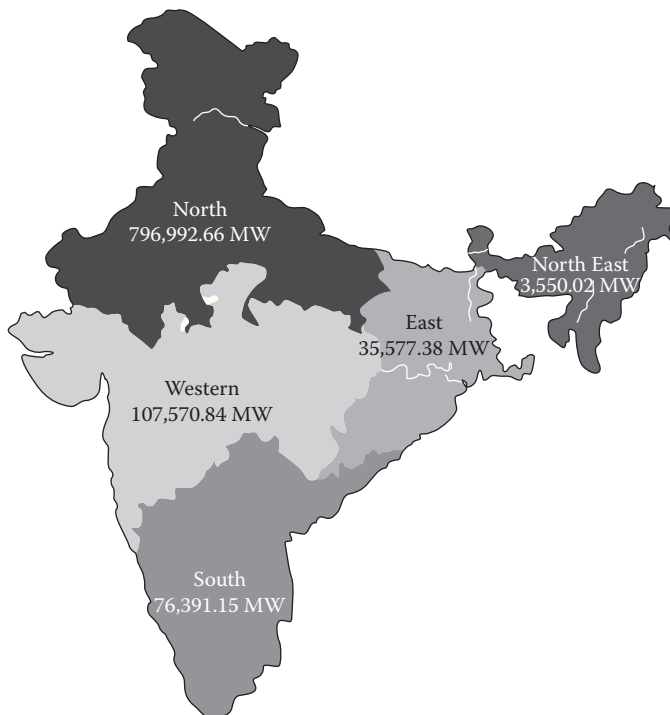 North
796,992.66 MW
North East
3,550.02 MW
East
35,577.38 MW
Western
107,570.84 MW
South
76,391.15 MW